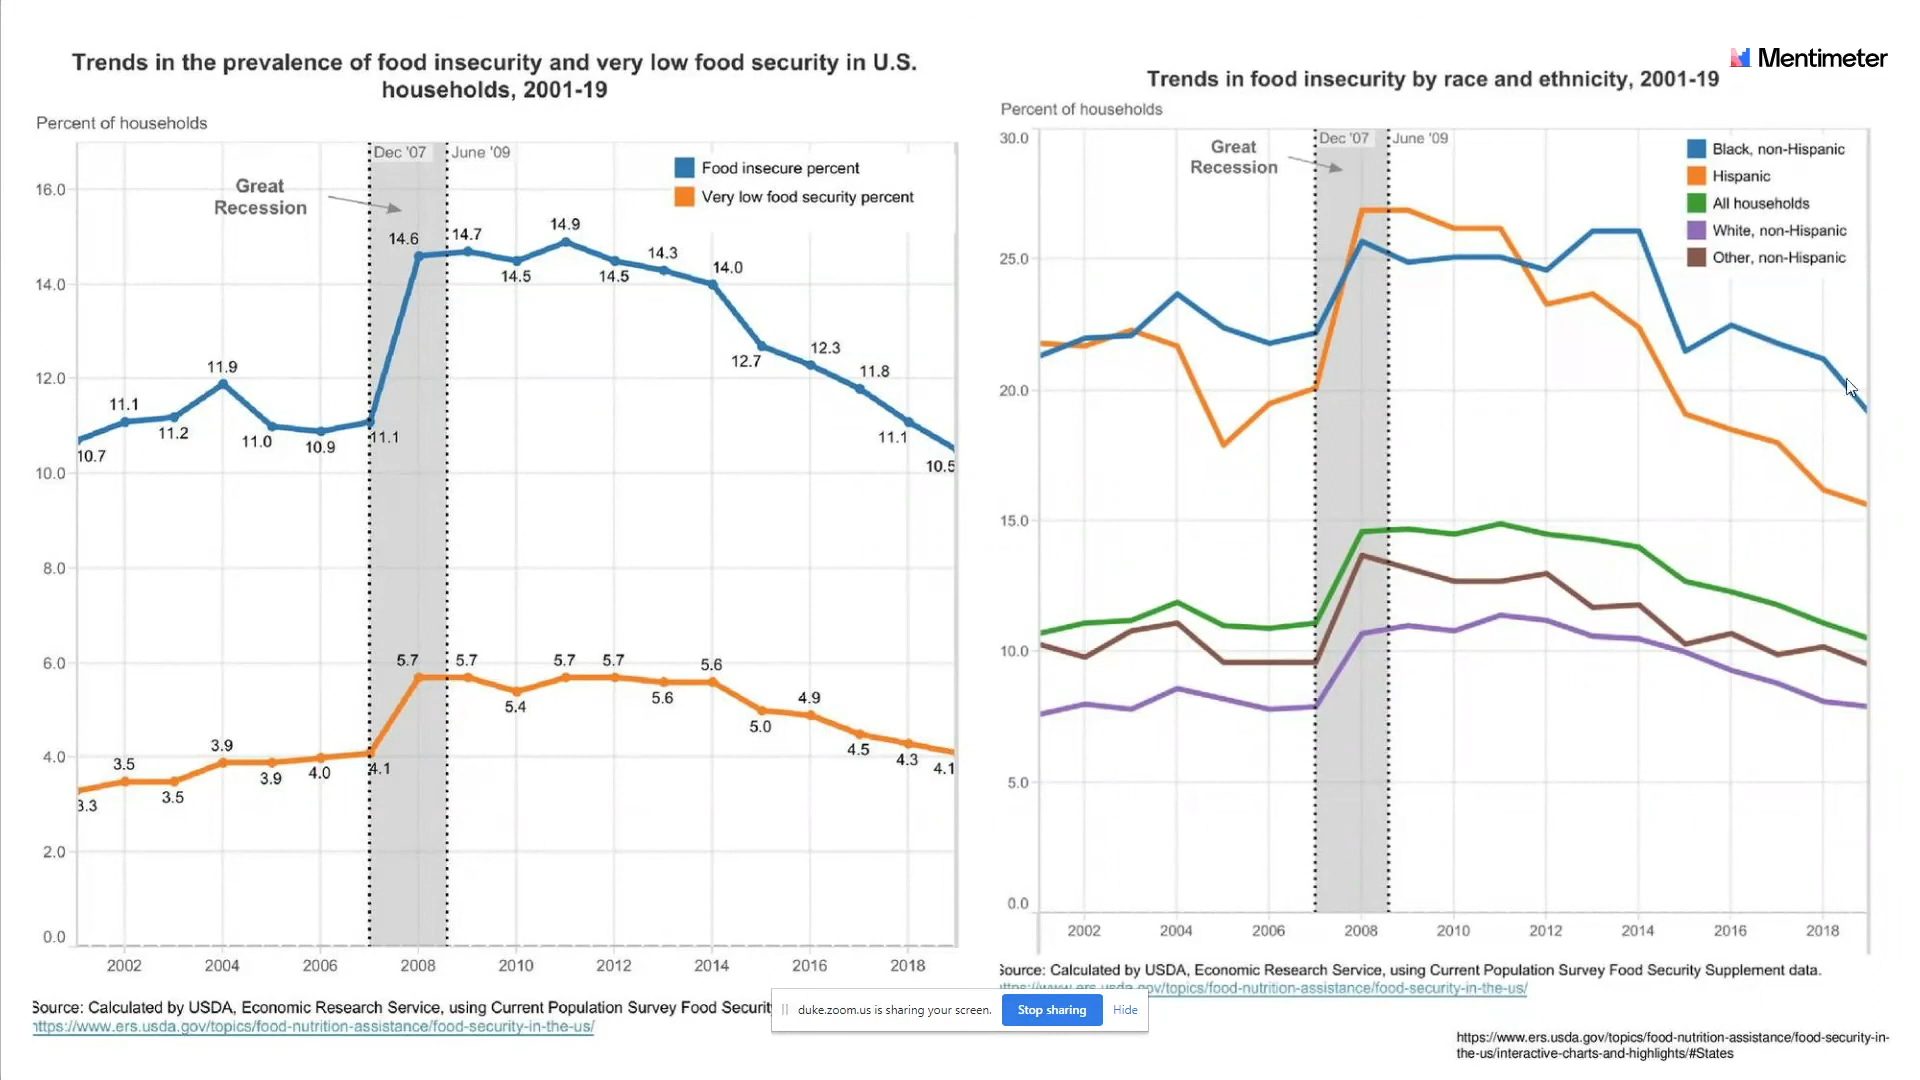 Mentimeter
Trends in the prevalence of food insecurity and very low food security in U.S.
households, 2001-19
Percent of households
Dec '07
June '09
Great
Recession
Food insecure percent
Very low food security percent
16.0
14.0
12.0
10.0
8.0
6.0
4.0
2.0
0.0
10.7
11.1
11.2
11.9
11.0
10.9
11.1
14.6
14.7
14.5
14.9
14.5
14.3
14.0
12.7
12.3
11.8
11.1
10.5
3.3
3.5
3.5
3.9
3.9
4.0
4.1
5.7
5.7
5.4
5.7
5.7
5.6
5.6
5.0
4.9
4.5
4.3
4.1
2002 2004 2006 2008 2010 2012 2014 2016 2018
Source: Calculated by USDA, Economic Research Service, using Current Population Survey Food Securit
https://www.ers.usda.gov/topics/food-nutrition-assistance/food-security-in-the-us/
Trends in food insecurity by race and ethnicity, 2001-19
Percent of households
Dec '07
June '09
Great
Recession
Black, non-Hispanic
Hispanic
All households
White, non-Hispanic
Other, non-Hispanic
30.0
25.0
20.0
15.0
10.0
5.0
0.0
2002 2004 2006 2008 2010 2012 2014 2016 2018
Source: Calculated by USDA, Economic Research Service, using Current Population Survey Food Security Supplement data.
https://www.ers.usda.gov/topics/food-nutrition-assistance/food-security-in-the-us/
duke.zoom.us is sharing your screen.
Stop sharing
Hide
https://www.ers.usda.gov/topics/food-nutrition-assistance/food-security-in-
the-us/interactive-charts-and-highlights/#States